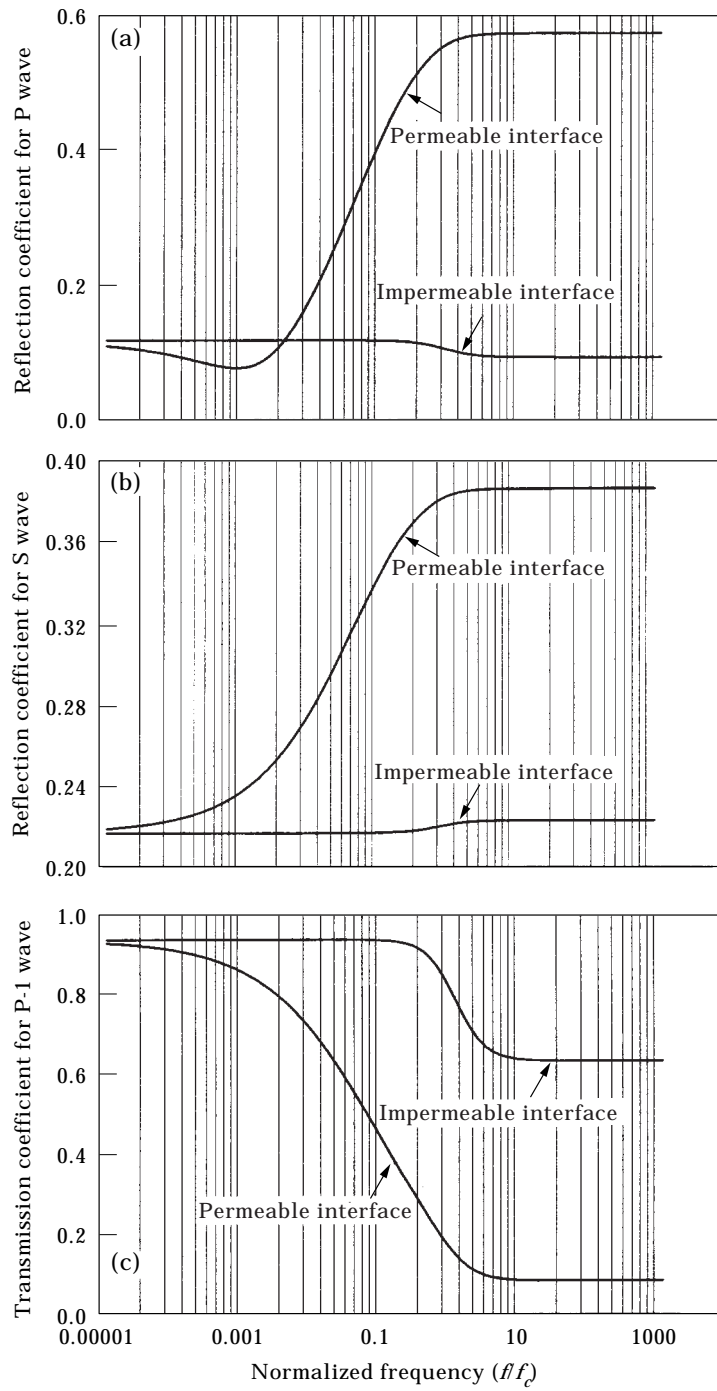 0.6
(a)
Permeable interface
0.4
Reflection coefficient for P wave
0.2
Impermeable interface
0.0
0.40
(b)
0.36
Permeable interface
0.32
Reflection coefficient for S wave
0.28
Impermeable interface
0.24
0.20
1.0
0.8
Transmission coefficient for P-1 wave
0.6
Impermeable interface
0.4
Permeable interface
0.2
(c)
0.0
0.00001 0.001 0.1 10 1000
Normalized frequency (f/fc)